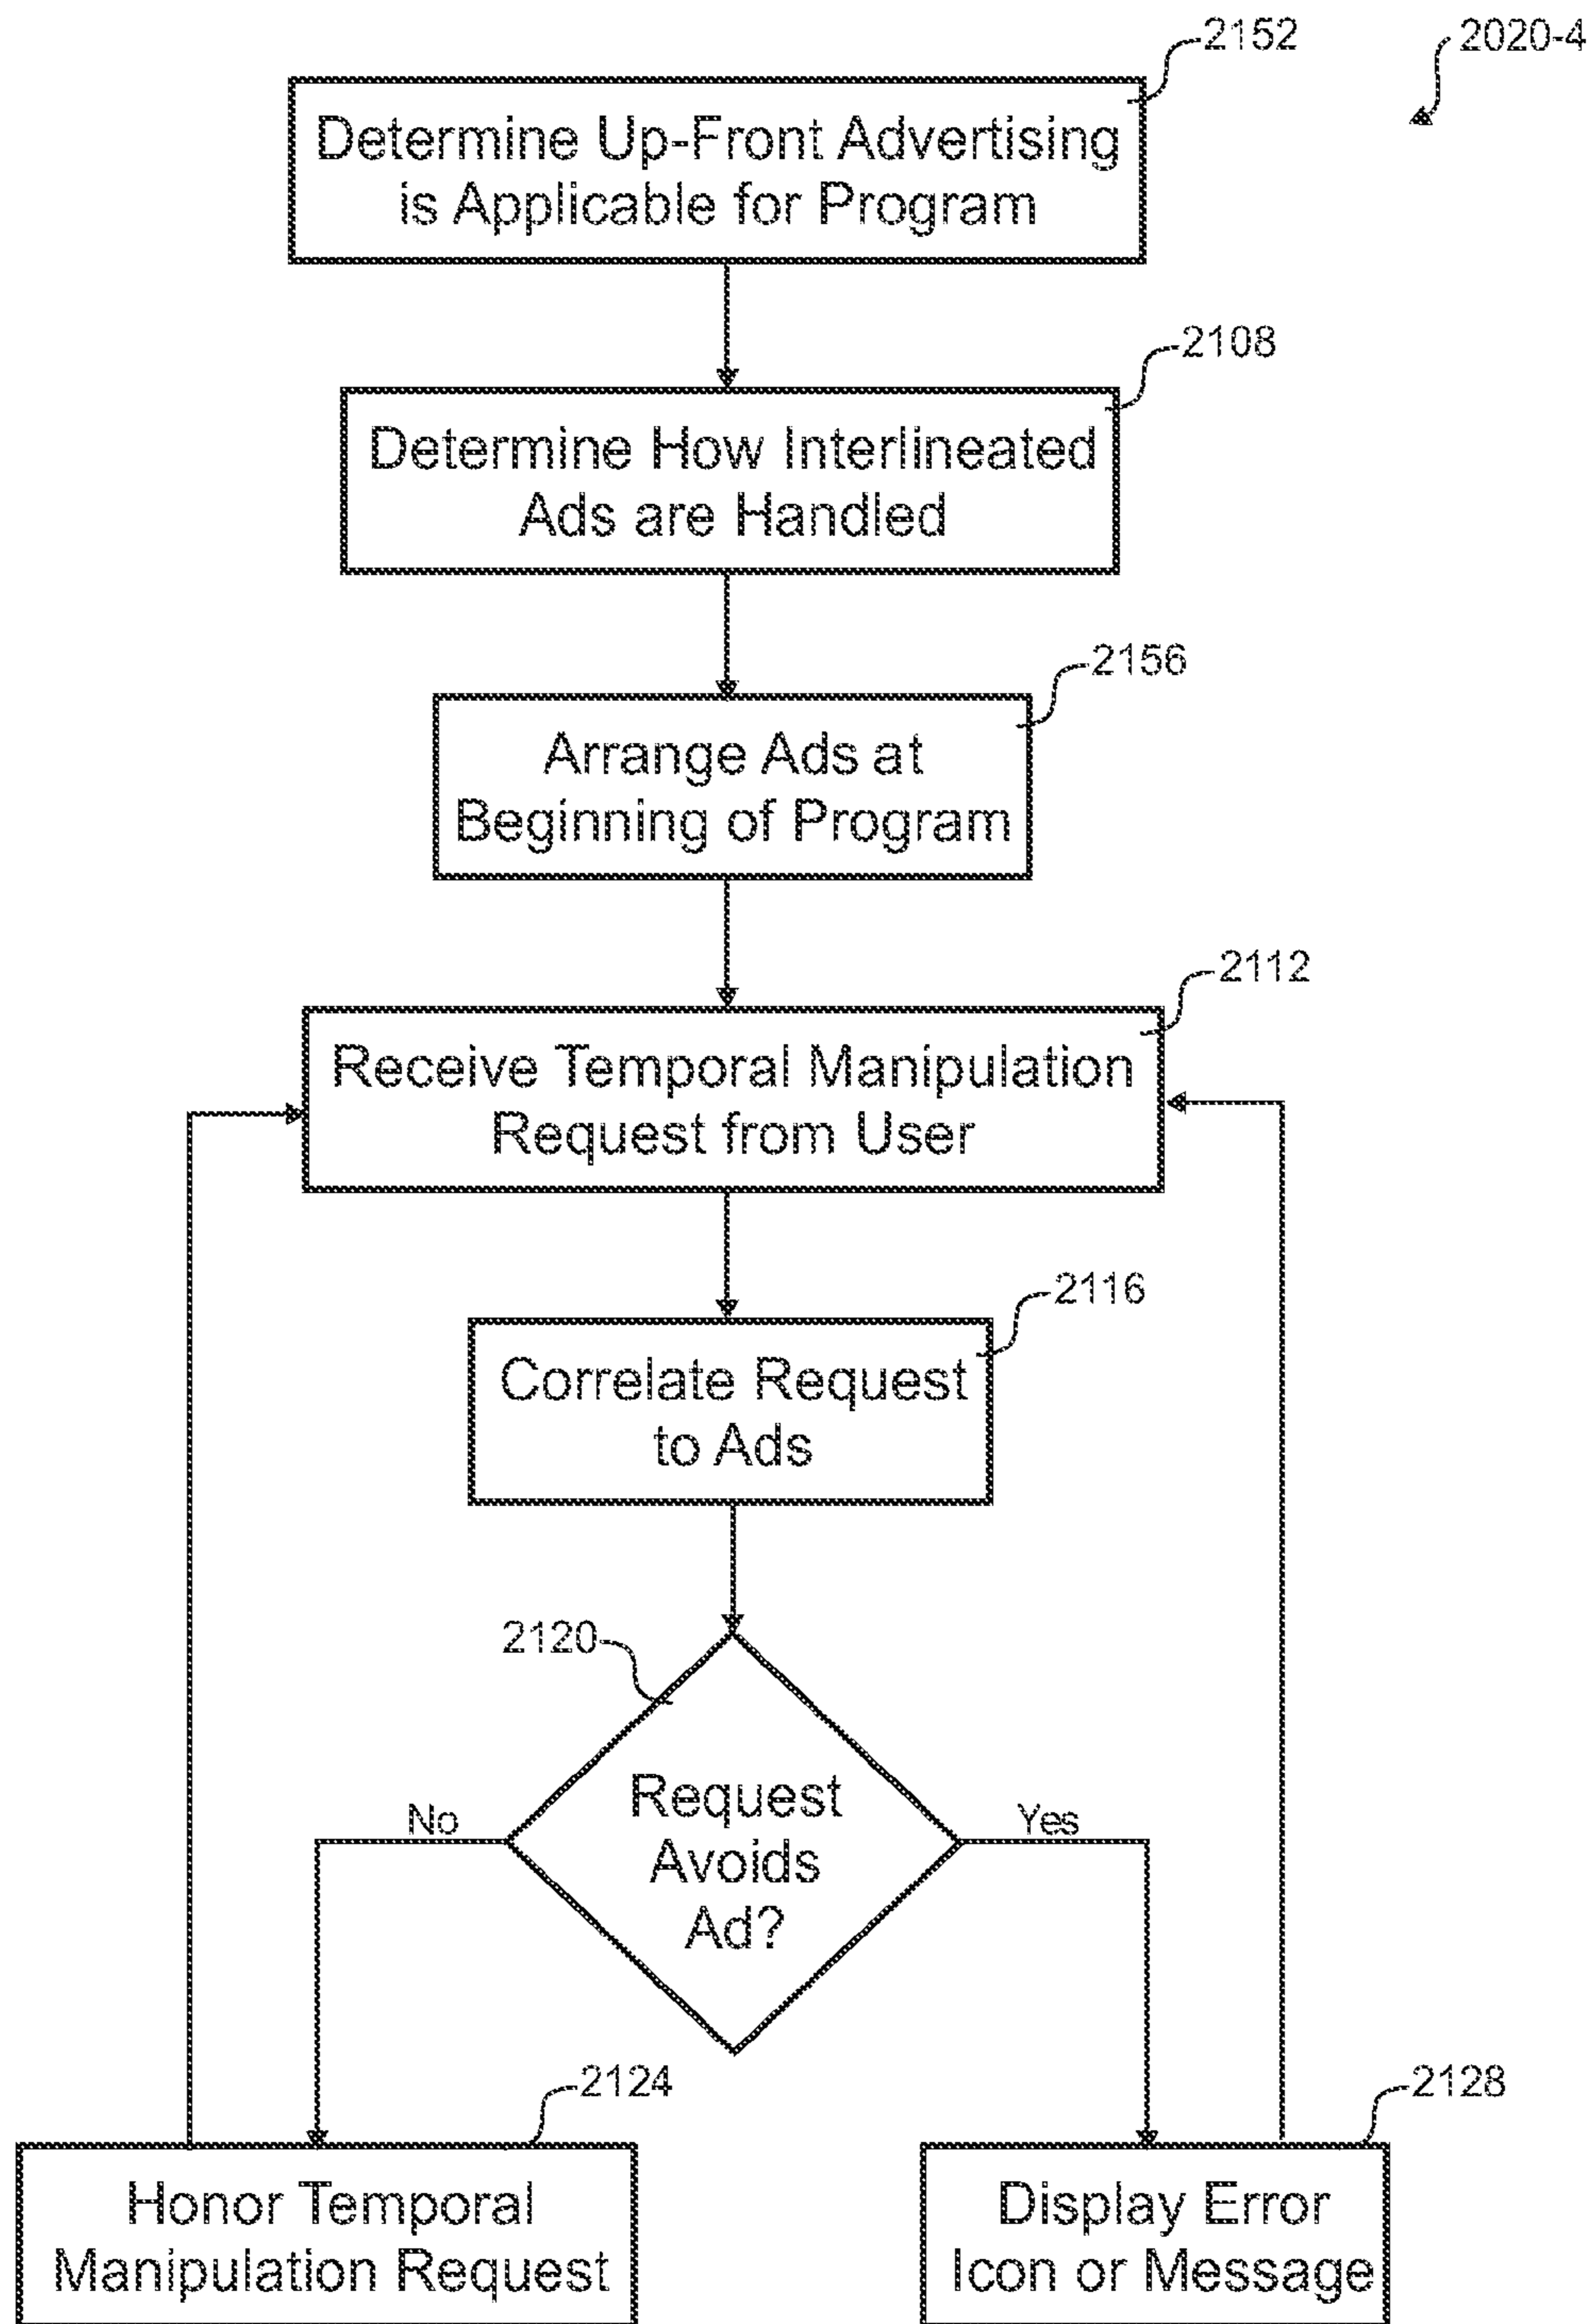 2152
2020-4
Determine Up-Front Advertising
is Applicable for Program
2108
Determine How Interlineated
Ads are Handled
2156
Arrange Ads at
Beginning of Program
2112
Receive Temporal Manipulation
Request from User
2116
Correlate Request
to Ads
2120
Request
Avoids
Ad?
No
Yes
2124
Honor Temporal
Manipulation Request
2128
Display Error
Icon or Message